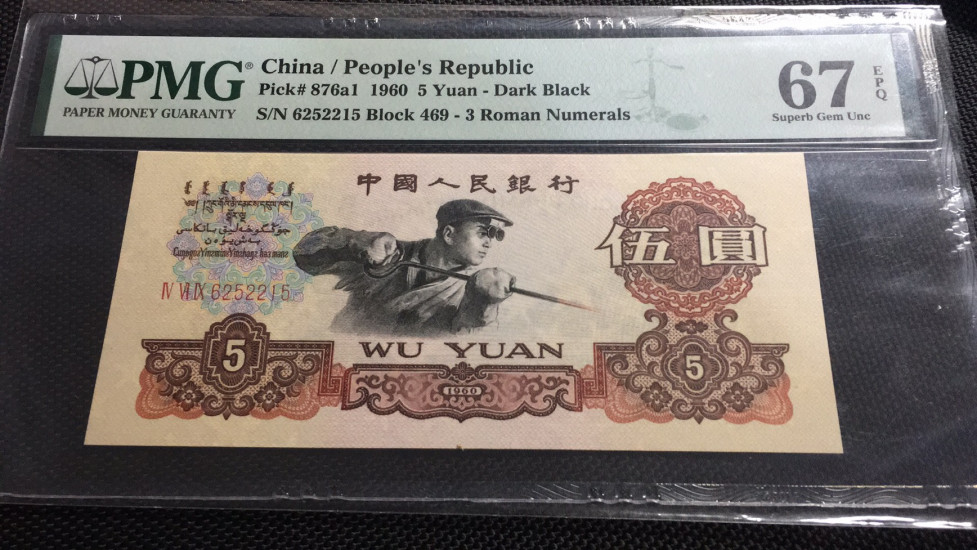 PMG®
PAPER MONEY GUARANTY
China / People's Republic
Pick# 876a1 1960 5 Yuan - Dark Black
S/N 6252215 Block 469 - 3 Roman Numerals
67 EPQ
Superb Gem Unc
中國人民銀行
伍圓
IV VI IX 6252215
WU YUAN
5
1960
5